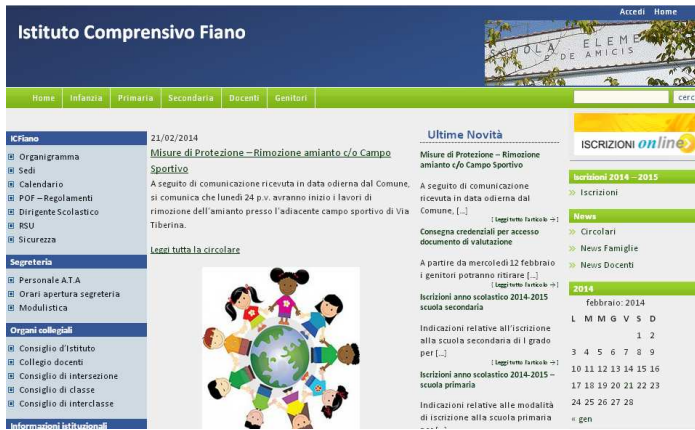 Accedi Home
Istituto Comprensivo Fiano
SCUOLA ELEME
E DE AMICIS
Home Infanzia Primaria Secondaria Docenti Genitori
cerc
ICFiano
Organigramma
Sedi
Calendario
POF – Regolamenti
Dirigente Scolastico
RSU
Sicurezza
Segreteria
Personale A.T.A
Orari apertura segreteria
Modulistica
Organi collegiali
Consiglio d'Istituto
Collegio docenti
Consiglio di intersezione
Consiglio di classe
Consiglio di interclasse
Informazioni istituzionali
21/02/2014
Misure di Protezione – Rimozione amianto c/o Campo
Sportivo
A seguito di comunicazione ricevuta in data odierna dal Comune,
si comunica che lunedì 24 p.v. avranno inizio i lavori di
rimozione dell'amianto presso l'adiacente campo sportivo di Via
Tiberina.
Leggi tutta la circolare
Ultime Novità
Misure di Protezione – Rimozione
amianto c/o Campo Sportivo
A seguito di comunicazione
ricevuta in data odierna dal
Comune, [...]
[ Leggi tutto l'articolo → ]
Consegna credenziali per accesso
documento di valutazione
A partire da mercoledì 12 febbraio
i genitori potranno ritirare [...]
[ Leggi tutto l'articolo → ]
Iscrizioni anno scolastico 2014-2015
scuola secondaria
Indicazioni relative all'iscrizione
alla scuola secondaria di I grado
per [...]
[ Leggi tutto l'articolo → ]
Iscrizioni anno scolastico 2014-2015 –
scuola primaria
Indicazioni relative alle modalità
di iscrizione alla scuola primaria
ISCRIZIONI online
Iscrizioni 2014 – 2015
Iscrizioni
News
Circolari
News Famiglie
News Docenti
2014
febbraio: 2014
L M M G V S D
1 2
3 4 5 6 7 8 9
10 11 12 13 14 15 16
17 18 19 20 21 22 23
24 25 26 27 28
« gen